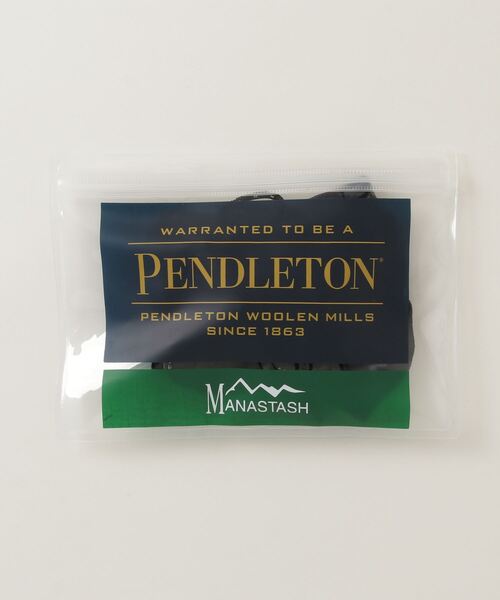 WARRANTED TO BE A
PENDLETON®
PENDLETON WOOLEN MILLS
SINCE 1863
MANASTASH